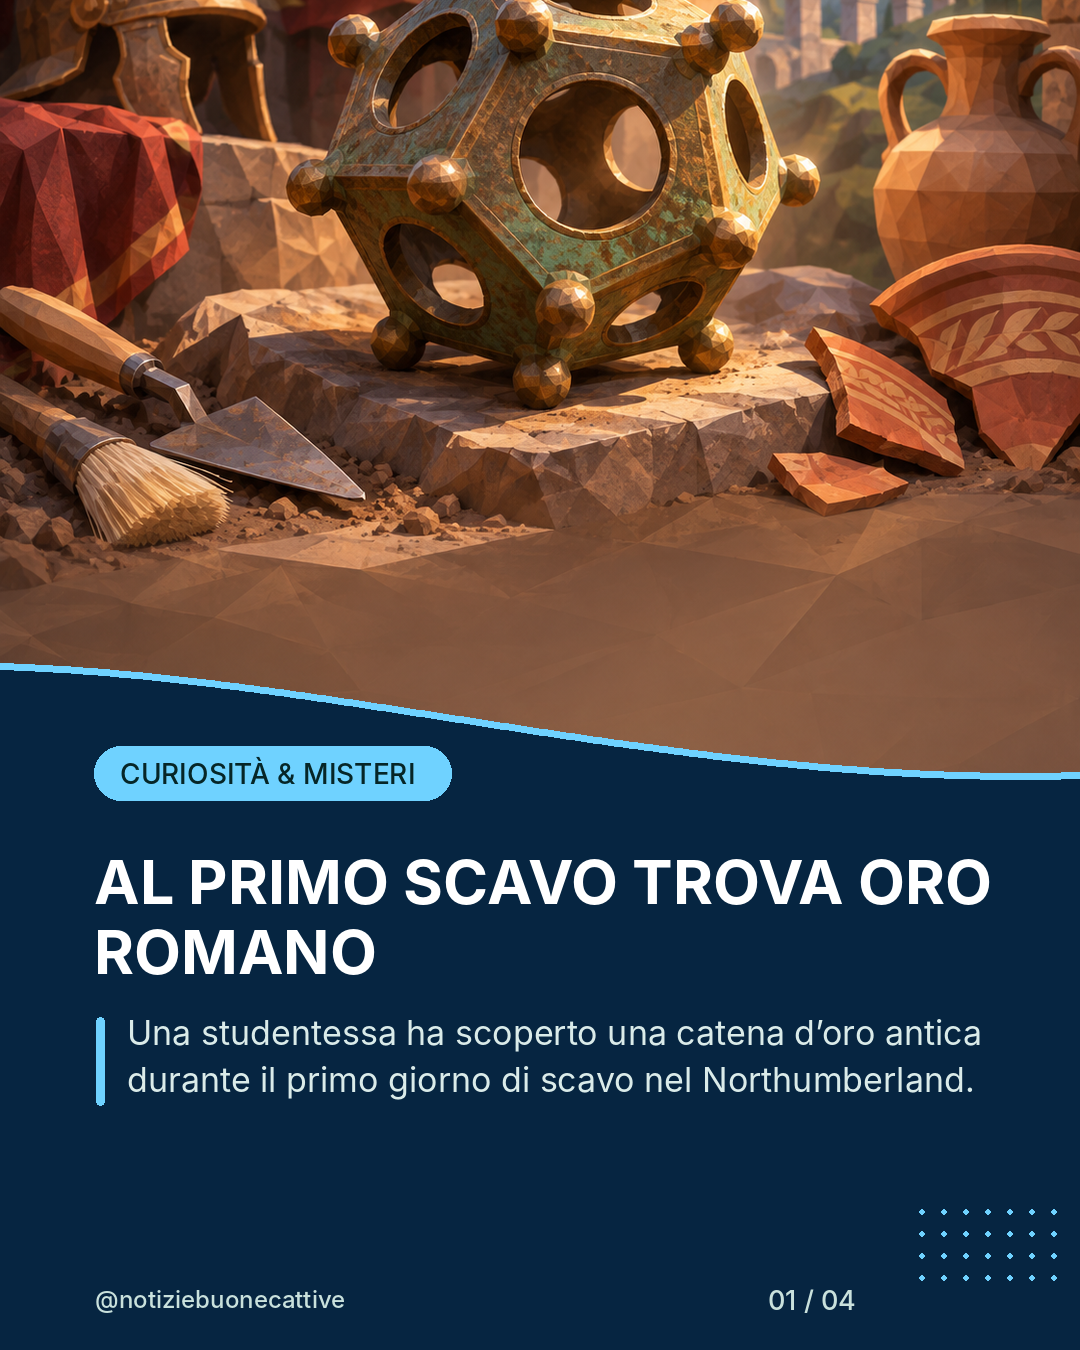 CURIOSITÀ & MISTERI
AL PRIMO SCAVO TROVA ORO
ROMANO
Una studentessa ha scoperto una catena d’oro antica
durante il primo giorno di scavo nel Northumberland.
@notiziebuonecattive
01 / 04